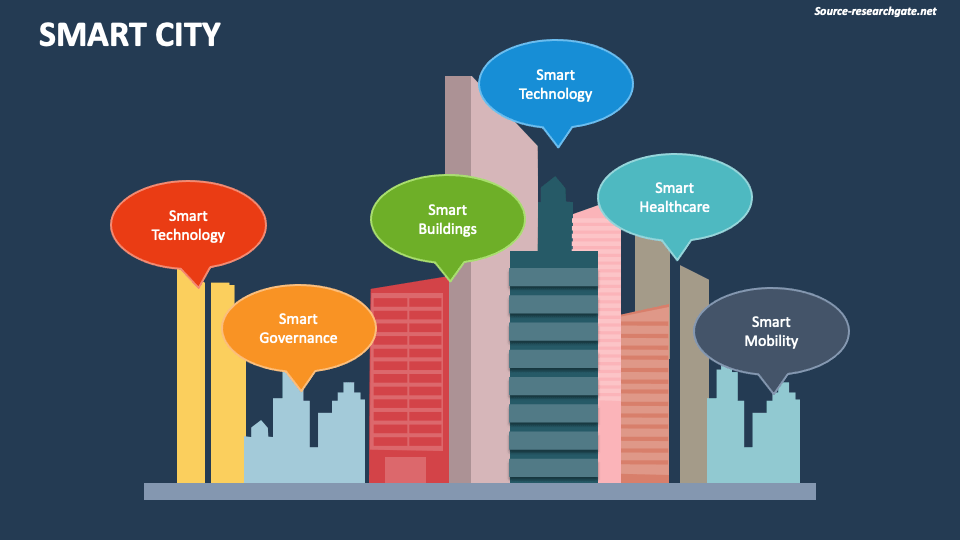 Source-researchgate.net
SMART CITY
Smart
Technology
Smart
Healthcare
Smart
Technology
Smart
Buildings
Smart
Governance
Smart
Mobility